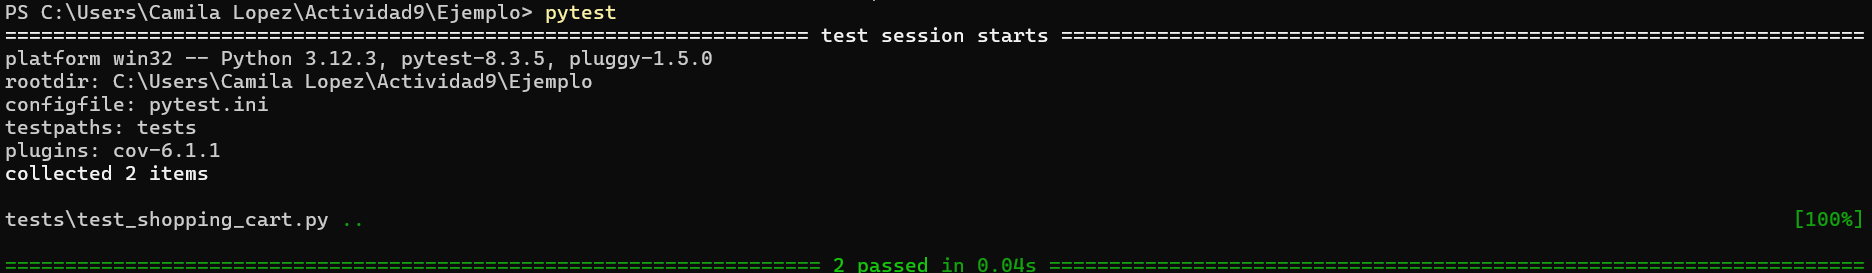 PS C:\Users\Camila Lopez\Actividad9\Ejemplo> pytest
=================================================================== test session starts ===================================================================
platform win32 -- Python 3.12.3, pytest-8.3.5, pluggy-1.5.0
rootdir: C:\Users\Camila Lopez\Actividad9\Ejemplo
configfile: pytest.ini
testpaths: tests
plugins: cov-6.1.1
collected 2 items
tests\test_shopping_cart.py .. [100%]
==================================================================== 2 passed in 0.04s ====================================================================